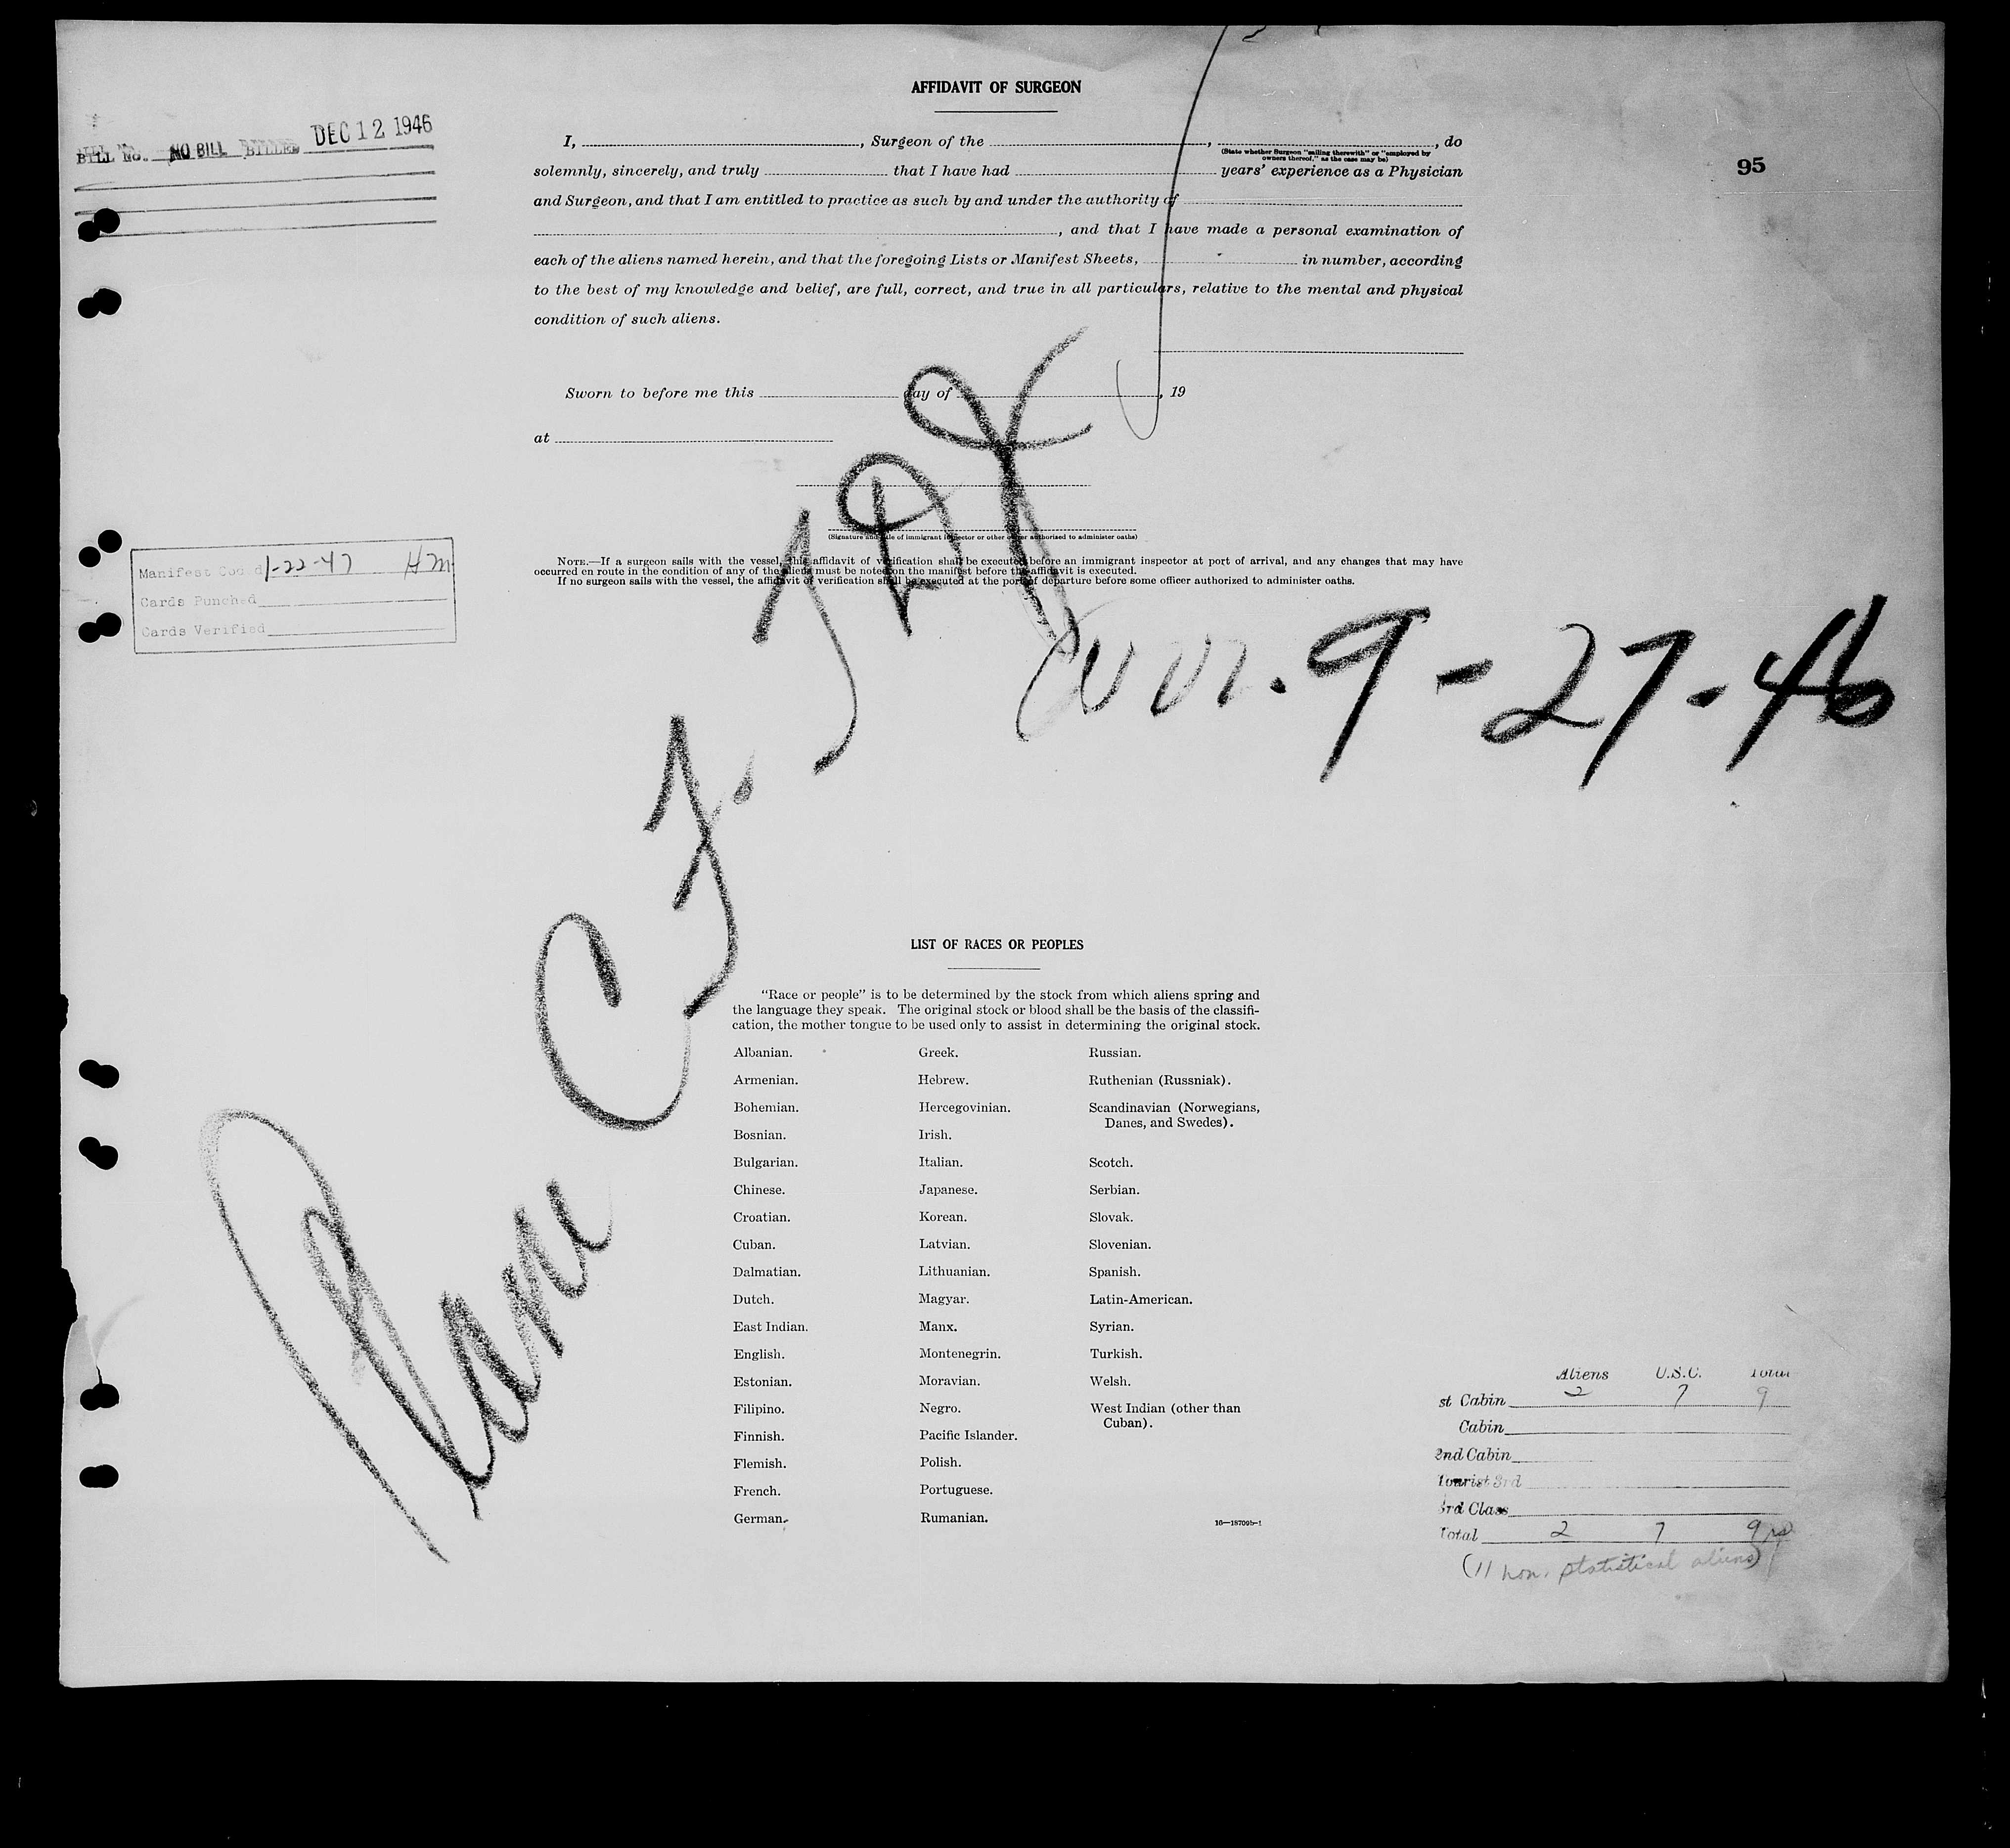 AFFIDAVIT OF SURGEON
BILL No. NO BILL BILLED DEC 12 1946
95
I, , Surgeon of the , , do
(State whether Surgeon "sailing therewith" or "employed by
owners thereof," as the case may be)
solemnly, sincerely, and truly that I have had years' experience as a Physician
and Surgeon, and that I am entitled to practice as such by and under the authority of
, and that I have made a personal examination of
each of the aliens named herein, and that the foregoing Lists or Manifest Sheets, in number, according
to the best of my knowledge and belief, are full, correct, and true in all particulars, relative to the mental and physical
condition of such aliens.
Sworn to before me this day of , 19
at
(Signature and title of immigrant inspector or other officer authorized to administer oaths)
NOTE.—If a surgeon sails with the vessel, this affidavit of verification shall be executed before an immigrant inspector at port of arrival, and any changes that may have
occurred en route in the condition of any of the aliens must be noted on the manifest before the affidavit is executed.
If no surgeon sails with the vessel, the affidavit of verification shall be executed at the port of departure before some officer authorized to administer oaths.
Manifest Coded 1-22-47 HM
Cards Punched
Cards Verified
Plane CF.
arr. 9-27-46
LIST OF RACES OR PEOPLES
"Race or people" is to be determined by the stock from which aliens spring and
the language they speak. The original stock or blood shall be the basis of the classifi-
cation, the mother tongue to be used only to assist in determining the original stock.
Albanian.
Armenian.
Bohemian.
Bosnian.
Bulgarian.
Chinese.
Croatian.
Cuban.
Dalmatian.
Dutch.
East Indian.
English.
Estonian.
Filipino.
Finnish.
Flemish.
French.
German.
Greek.
Hebrew.
Hercegovinian.
Irish.
Italian.
Japanese.
Korean.
Latvian.
Lithuanian.
Magyar.
Manx.
Montenegrin.
Moravian.
Negro.
Pacific Islander.
Polish.
Portuguese.
Rumanian.
Russian.
Ruthenian (Russniak).
Scandinavian (Norwegians,
Danes, and Swedes).
Scotch.
Serbian.
Slovak.
Slovenian.
Spanish.
Latin-American.
Syrian.
Turkish.
Welsh.
West Indian (other than
Cuban).
16—18709b-1
Aliens U.S.C. Total
st Cabin 2 7 9
Cabin
2nd Cabin
Tourist 3rd
3rd Class
Total 2 7 9
(11 non. statistical aliens)